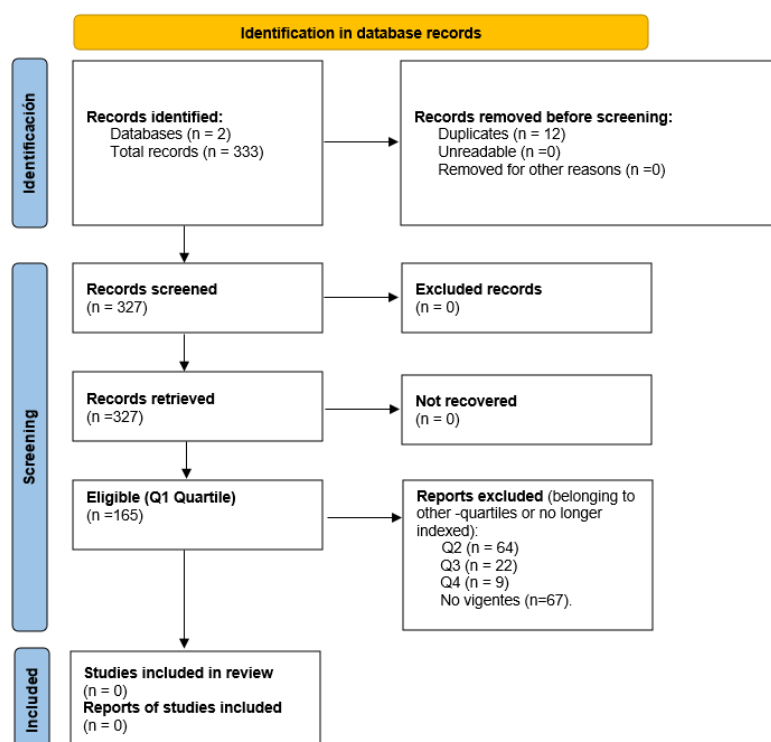 Identification in database records
Identificación
Records identified:
Databases (n = 2)
Total records (n = 333)
Records removed before screening:
Duplicates (n = 12)
Unreadable (n =0)
Removed for other reasons (n =0)
Screening
Records screened
(n = 327)
Excluded records
(n = 0)
Records retrieved
(n =327)
Not recovered
(n = 0)
Eligible (Q1 Quartile)
(n =165)
Reports excluded (belonging to
other -quartiles or no longer
indexed):
Q2 (n = 64)
Q3 (n = 22)
Q4 (n = 9)
No vigentes (n=67).
Included
Studies included in review
(n = 0)
Reports of studies included
(n = 0)